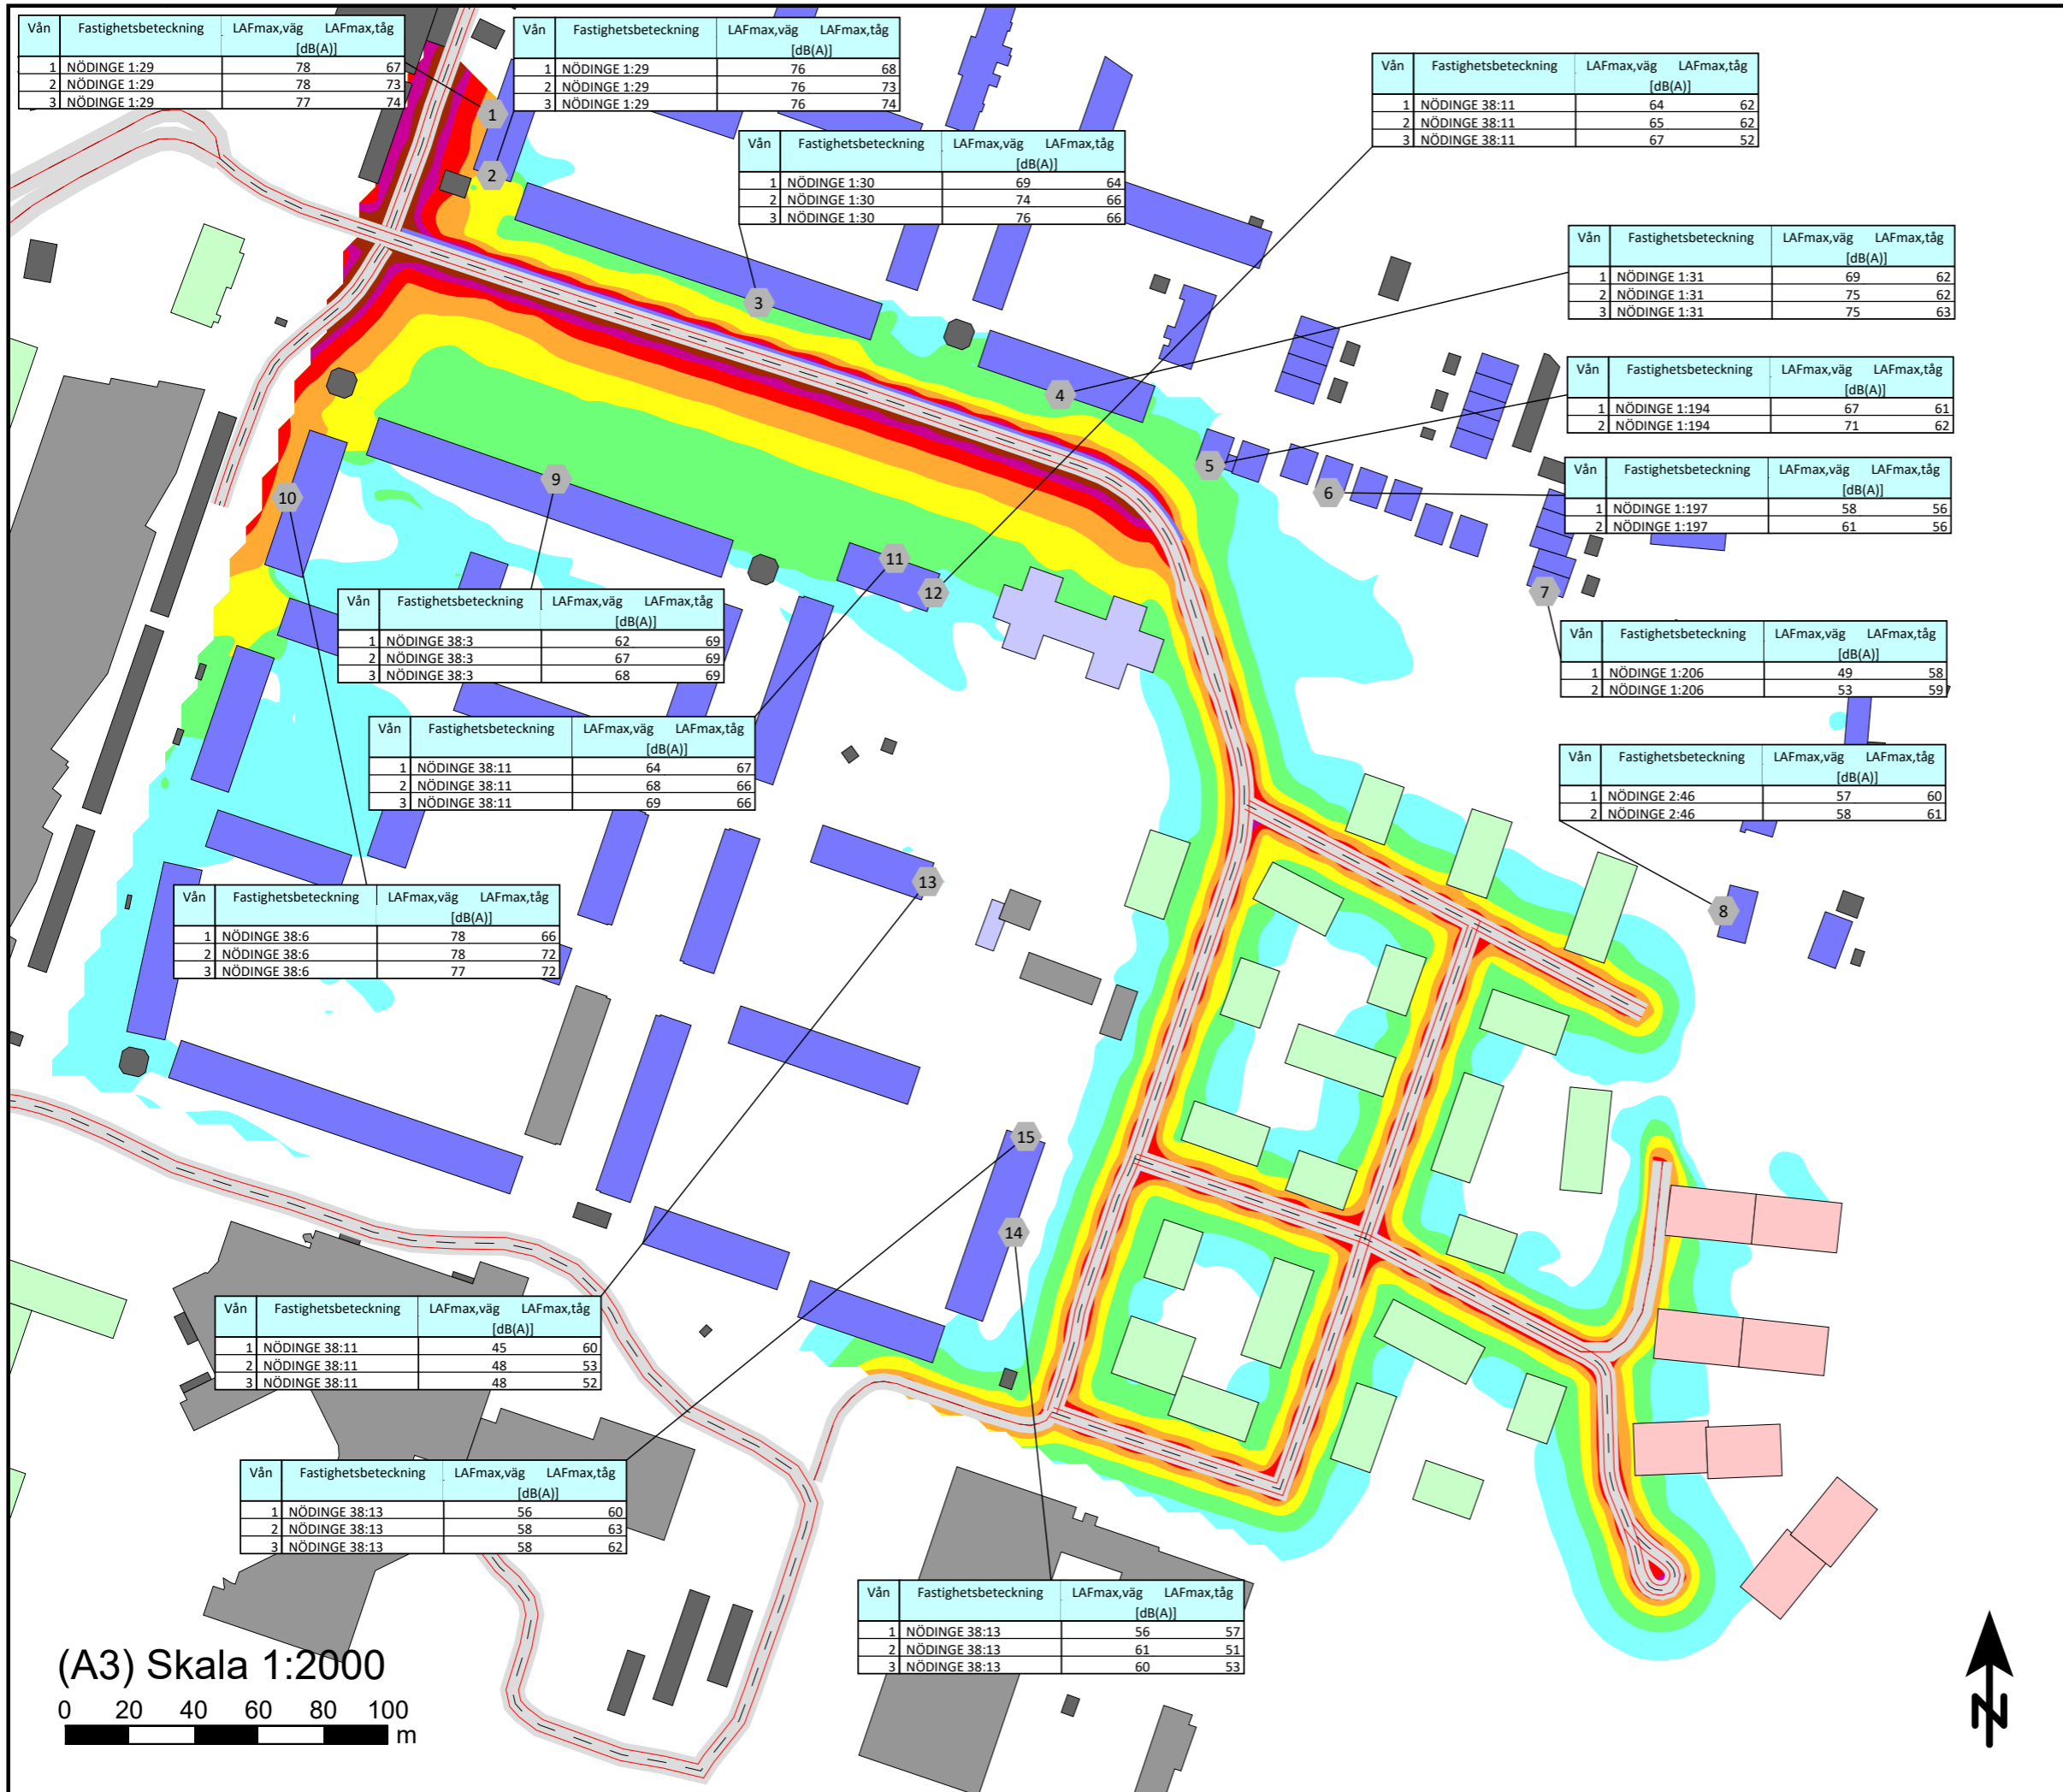 Vån Fastighetsbeteckning LAFmax,väg LAFmax,tåg
[dB(A)]
1 NÖDINGE 1:29 78 67
2 NÖDINGE 1:29 78 73
3 NÖDINGE 1:29 77 74
Vån Fastighetsbeteckning LAFmax,väg LAFmax,tåg
[dB(A)]
1 NÖDINGE 1:29 76 68
2 NÖDINGE 1:29 76 73
3 NÖDINGE 1:29 76 74
Vån Fastighetsbeteckning LAFmax,väg LAFmax,tåg
[dB(A)]
1 NÖDINGE 38:11 64 62
2 NÖDINGE 38:11 65 62
3 NÖDINGE 38:11 67 52
1
2
Vån Fastighetsbeteckning LAFmax,väg LAFmax,tåg
[dB(A)]
1 NÖDINGE 1:30 69 64
2 NÖDINGE 1:30 74 66
3 NÖDINGE 1:30 76 66
3
Vån Fastighetsbeteckning LAFmax,väg LAFmax,tåg
[dB(A)]
1 NÖDINGE 1:31 69 62
2 NÖDINGE 1:31 75 62
3 NÖDINGE 1:31 75 63
4
Vån Fastighetsbeteckning LAFmax,väg LAFmax,tåg
[dB(A)]
1 NÖDINGE 1:194 67 61
2 NÖDINGE 1:194 71 62
5
6
Vån Fastighetsbeteckning LAFmax,väg LAFmax,tåg
[dB(A)]
1 NÖDINGE 1:197 58 56
2 NÖDINGE 1:197 61 56
9
10
11
12
7
Vån Fastighetsbeteckning LAFmax,väg LAFmax,tåg
[dB(A)]
1 NÖDINGE 38:3 62 69
2 NÖDINGE 38:3 67 69
3 NÖDINGE 38:3 68 69
Vån Fastighetsbeteckning LAFmax,väg LAFmax,tåg
[dB(A)]
1 NÖDINGE 1:206 49 58
2 NÖDINGE 1:206 53 59
Vån Fastighetsbeteckning LAFmax,väg LAFmax,tåg
[dB(A)]
1 NÖDINGE 38:11 64 67
2 NÖDINGE 38:11 68 66
3 NÖDINGE 38:11 69 66
Vån Fastighetsbeteckning LAFmax,väg LAFmax,tåg
[dB(A)]
1 NÖDINGE 2:46 57 60
2 NÖDINGE 2:46 58 61
13
8
Vån Fastighetsbeteckning LAFmax,väg LAFmax,tåg
[dB(A)]
1 NÖDINGE 38:6 78 66
2 NÖDINGE 38:6 78 72
3 NÖDINGE 38:6 77 72
15
14
Vån Fastighetsbeteckning LAFmax,väg LAFmax,tåg
[dB(A)]
1 NÖDINGE 38:11 45 60
2 NÖDINGE 38:11 48 53
3 NÖDINGE 38:11 48 52
Vån Fastighetsbeteckning LAFmax,väg LAFmax,tåg
[dB(A)]
1 NÖDINGE 38:13 56 60
2 NÖDINGE 38:13 58 63
3 NÖDINGE 38:13 58 62
Vån Fastighetsbeteckning LAFmax,väg LAFmax,tåg
[dB(A)]
1 NÖDINGE 38:13 56 57
2 NÖDINGE 38:13 61 51
3 NÖDINGE 38:13 60 53
(A3) Skala 1:2000
0 20 40 60 80 100
m
N